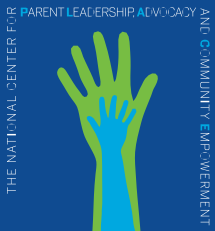 THE NATIONAL CENTER FOR
PARENT LEADERSHIP, ADVOCACY
AND COMMUNITY EMPOWERMENT